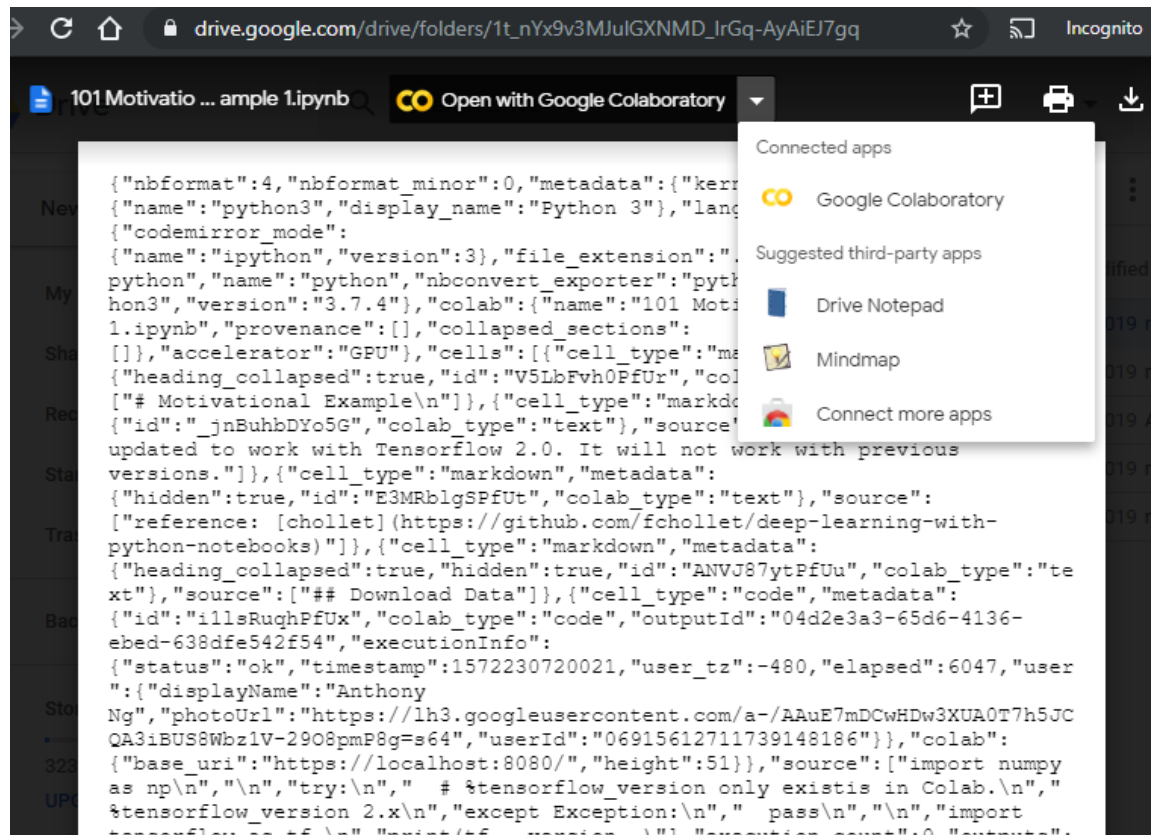 drive.google.com/drive/folders/1t_nYx9v3MJulGXNMD_IrGq-AyAiEJ7gq
Incognito
101 Motivatio ... ample 1.ipynb
Open with Google Colaboratory
Connected apps
Google Colaboratory
Suggested third-party apps
Drive Notepad
Mindmap
Connect more apps
{"nbformat":4,"nbformat_minor":0,"metadata":{"kern
{"name":"python3","display_name":"Python 3"},"lang
{"codemirror_mode":
{"name":"ipython","version":3},"file_extension":".
python","name":"python","nbconvert_exporter":"pyth
hon3","version":"3.7.4"},"colab":{"name":"101 Moti
1.ipynb","provenance":[],"collapsed_sections":
[]},"accelerator":"GPU"},"cells":[{"cell_type":"ma
{"heading_collapsed":true,"id":"V5LbFvh0PfUr","col
["# Motivational Example\n"]},{"cell_type":"markdo
{"id":"_jnBuhbDYo5G","colab_type":"text"},"source"
updated to work with Tensorflow 2.0. It will not work with previous
versions."]},{"cell_type":"markdown","metadata":
{"hidden":true,"id":"E3MRblgSPfUt","colab_type":"text"},"source":
["reference: [chollet](https://github.com/fchollet/deep-learning-with-
python-notebooks)"]},{"cell_type":"markdown","metadata":
{"heading_collapsed":true,"hidden":true,"id":"ANVJ87ytPfUu","colab_type":"te
xt"},"source":["## Download Data"]},{"cell_type":"code","metadata":
{"id":"i1lsRuqhPfUx","colab_type":"code","outputId":"04d2e3a3-65d6-4136-
ebed-638dfe542f54","executionInfo":
{"status":"ok","timestamp":1572230720021,"user_tz":-480,"elapsed":6047,"user
":{"displayName":"Anthony
Ng","photoUrl":"https://lh3.googleusercontent.com/a-/AAuE7mDCwHDw3XUA0T7h5JC
QA3iBUS8Wbz1V-29O8pmP8g=s64","userId":"06915612711739148186"}},"colab":
{"base_uri":"https://localhost:8080/","height":51}},"source":["import numpy
as np\n","\n","try:\n","  # %tensorflow_version only existis in Colab.\n","
%tensorflow_version 2.x\n","except Exception:\n","  pass\n","\n","import